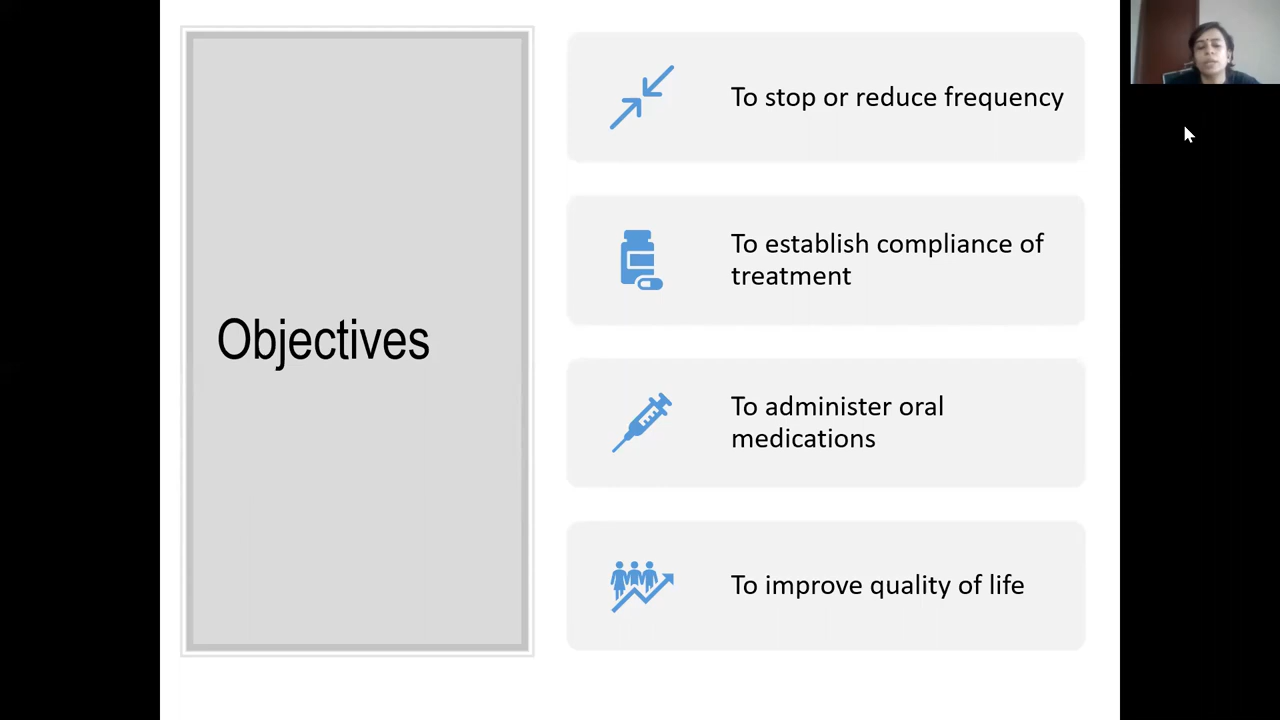 Objectives
To stop or reduce frequency
To establish compliance of
treatment
To administer oral
medications
To improve quality of life